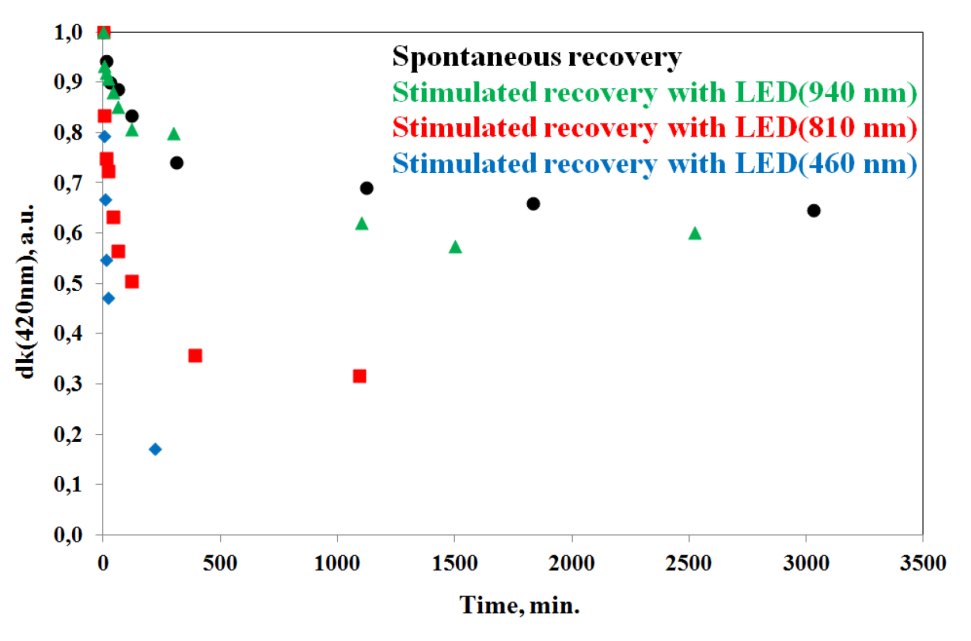 1,0
0,9
0,8
0,7
0,6
0,5
0,4
0,3
0,2
0,1
0,0
dk(420nm), a.u.
Spontaneous recovery
Stimulated recovery with LED(940 nm)
Stimulated recovery with LED(810 nm)
Stimulated recovery with LED(460 nm)
0 500 1000 1500 2000 2500 3000 3500
Time, min.